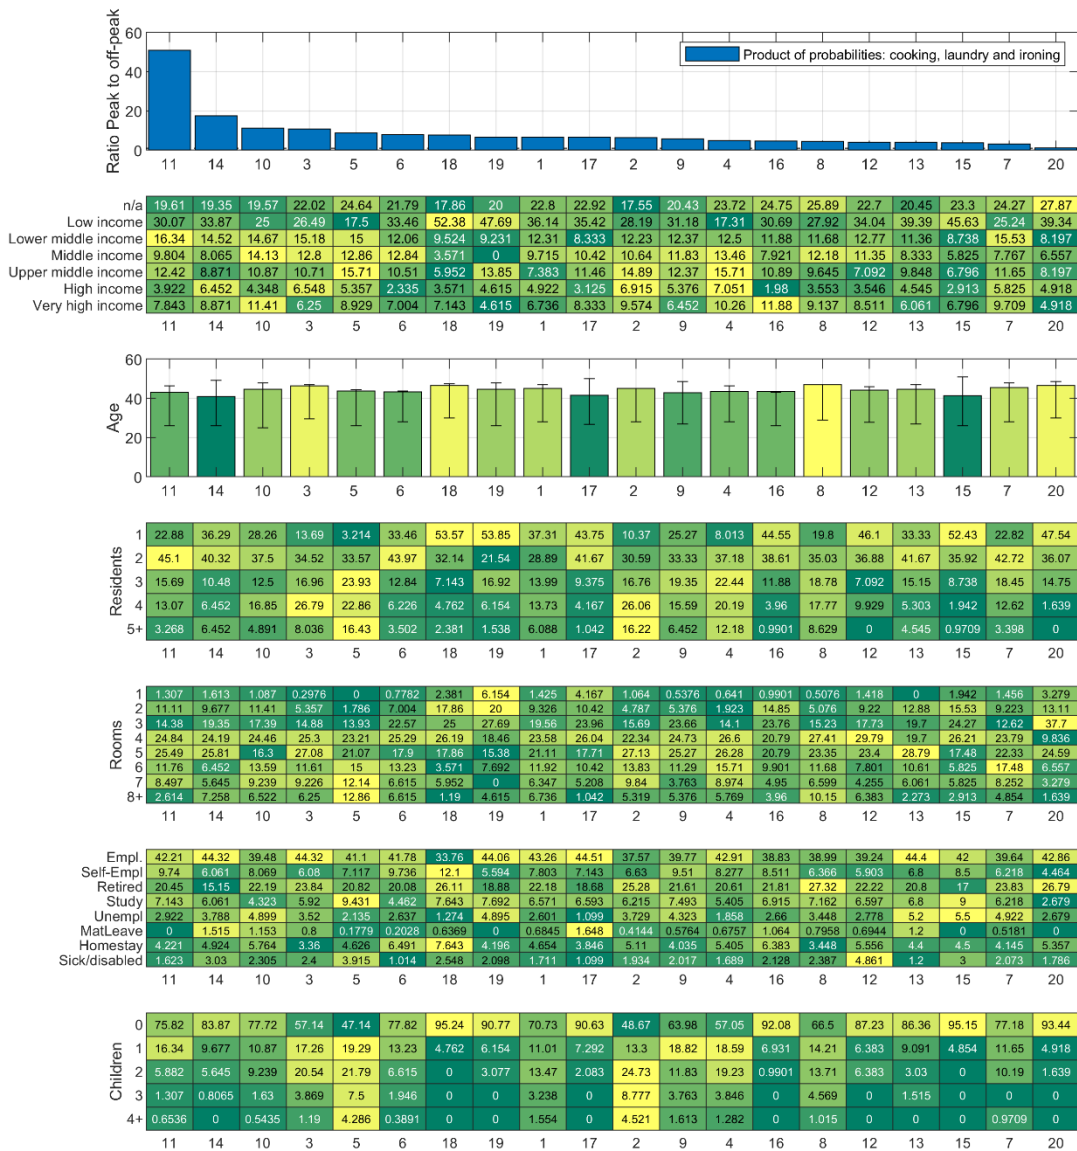 Ratio Peak to off-peak
60
40
20
0
Product of probabilities: cooking, laundry and ironing
11 14 10 3 5 6 18 19 1 17 2 9 4 16 8 12 13 15 7 20
n/a 19.61 19.35 19.57 22.02 24.64 21.79 17.86 20 22.8 22.92 17.55 20.43 23.72 24.75 25.89 22.7 20.45 23.3 24.27 27.87
Low income 30.07 33.87 25 26.49 17.5 33.46 52.38 47.69 36.14 35.42 28.19 31.18 17.31 30.69 27.92 34.04 39.39 45.63 25.24 39.34
Lower middle income 16.34 14.52 14.67 15.18 15 12.06 9.524 9.231 12.31 8.333 12.23 12.37 12.5 11.88 11.68 12.77 11.36 8.738 15.53 8.197
Middle income 9.804 8.065 14.13 12.8 12.86 12.84 3.571 0 9.715 10.42 10.64 11.83 13.46 7.921 12.18 11.35 8.333 5.825 7.767 6.557
Upper middle income 12.42 8.871 10.87 10.71 15.71 10.51 5.952 13.85 7.383 11.46 14.89 12.37 15.71 10.89 9.645 7.092 9.848 6.796 11.65 8.197
High income 3.922 6.452 4.348 6.548 5.357 2.335 3.571 4.615 4.922 3.125 6.915 5.376 7.051 1.98 3.553 3.546 4.545 2.913 5.825 4.918
Very high income 7.843 8.871 11.41 6.25 8.929 7.004 7.143 4.615 6.736 8.333 9.574 6.452 10.26 11.88 9.137 8.511 6.061 6.796 9.709 4.918
11 14 10 3 5 6 18 19 1 17 2 9 4 16 8 12 13 15 7 20
Age
60
40
20
0
11 14 10 3 5 6 18 19 1 17 2 9 4 16 8 12 13 15 7 20
Residents
1 22.88 36.29 28.26 13.69 3.214 33.46 53.57 53.85 37.31 43.75 10.37 25.27 8.013 44.55 19.8 46.1 33.33 52.43 22.82 47.54
2 45.1 40.32 37.5 34.52 33.57 43.97 32.14 21.54 28.89 41.67 30.59 33.33 37.18 38.61 35.03 36.88 41.67 35.92 42.72 36.07
3 15.69 10.48 12.5 16.96 23.93 12.84 7.143 16.92 13.99 9.375 16.76 19.35 22.44 11.88 18.78 7.092 15.15 8.738 18.45 14.75
4 13.07 6.452 16.85 26.79 22.86 6.226 4.762 6.154 13.73 4.167 26.06 15.59 20.19 3.96 17.77 9.929 5.303 1.942 12.62 1.639
5+ 3.268 6.452 4.891 8.036 16.43 3.502 2.381 1.538 6.088 1.042 16.22 6.452 12.18 0.9901 8.629 0 4.545 0.9709 3.398 0
11 14 10 3 5 6 18 19 1 17 2 9 4 16 8 12 13 15 7 20
Rooms
1 1.307 1.613 1.087 0.2976 0 0.7782 2.381 6.154 1.425 4.167 1.064 0.5376 0.641 0.9901 0.5076 1.418 0 1.942 1.456 3.279
2 11.11 9.677 11.41 5.357 1.786 7.004 17.86 20 9.326 10.42 4.787 5.376 1.923 14.85 5.076 9.22 12.88 15.53 9.223 13.11
3 14.38 19.35 17.39 14.88 13.93 22.57 25 27.69 19.56 23.96 15.69 23.66 14.1 23.76 15.23 17.73 19.7 24.27 12.62 37.7
4 24.84 24.19 24.46 25.3 23.21 25.29 26.19 18.46 23.58 26.04 22.34 24.73 26.6 20.79 27.41 29.79 19.7 26.21 23.79 9.836
5 25.49 25.81 16.3 27.08 21.07 17.9 17.86 15.38 21.11 17.71 27.13 25.27 26.28 20.79 23.35 23.4 28.79 17.48 22.33 24.59
6 11.76 6.452 13.59 11.61 15 13.23 3.571 7.692 11.92 10.42 13.83 11.29 15.71 9.901 11.68 7.801 10.61 5.825 17.48 6.557
7 8.497 5.645 9.239 9.226 12.14 6.615 5.952 0 6.347 5.208 9.84 3.763 8.974 4.95 6.599 4.255 6.061 5.825 8.252 3.279
8+ 2.614 7.258 6.522 6.25 12.86 6.615 1.19 4.615 6.736 1.042 5.319 5.376 5.769 3.96 10.15 6.383 2.273 2.913 4.854 1.639
11 14 10 3 5 6 18 19 1 17 2 9 4 16 8 12 13 15 7 20
Empl. 42.21 44.32 39.48 44.32 41.1 41.78 33.76 44.06 43.26 44.51 37.57 39.77 42.91 38.83 38.99 39.24 44.4 42 39.64 42.86
Self-Empl 9.74 6.061 8.069 6.08 7.117 9.736 12.1 5.594 7.803 7.143 6.63 9.51 8.277 8.511 6.366 5.903 6.8 8.5 6.218 4.464
Retired 20.45 15.15 22.19 23.84 20.82 20.08 26.11 18.88 22.18 18.68 25.28 21.61 20.61 21.81 27.32 22.22 20.8 17 23.83 26.79
Study 7.143 6.061 4.323 5.92 9.431 4.462 7.643 7.692 6.571 6.593 6.215 7.493 5.405 6.915 7.162 6.597 6.8 9 6.218 2.679
Unempl 2.922 3.788 4.899 3.52 2.135 2.637 1.274 4.895 2.601 1.099 3.729 4.323 1.858 2.66 3.448 2.778 5.2 5.5 4.922 2.679
MatLeave 0 1.515 1.153 0.8 0.1779 0.2028 0.6369 0 0.6845 1.648 0.4144 0.5764 0.6757 1.064 0.7958 0.6944 1.2 0 0.5181 0
Homestay 4.221 4.924 5.764 3.36 4.626 6.491 7.643 4.196 4.654 3.846 5.11 4.035 5.405 6.383 3.448 5.556 4.4 4.5 4.145 5.357
Sick/disabled 1.623 3.03 2.305 2.4 3.915 1.014 2.548 2.098 1.711 1.099 1.934 2.017 1.689 2.128 2.387 4.861 1.2 3 2.073 1.786
11 14 10 3 5 6 18 19 1 17 2 9 4 16 8 12 13 15 7 20
Children
0 75.82 83.87 77.72 57.14 47.14 77.82 95.24 90.77 70.73 90.63 48.67 63.98 57.05 92.08 66.5 87.23 86.36 95.15 77.18 93.44
1 16.34 9.677 10.87 17.26 19.29 13.23 4.762 6.154 11.01 7.292 13.3 18.82 18.59 6.931 14.21 6.383 9.091 4.854 11.65 4.918
2 5.882 5.645 9.239 20.54 21.79 6.615 0 3.077 13.47 2.083 24.73 11.83 19.23 0.9901 13.71 6.383 3.03 0 10.19 1.639
3 1.307 0.8065 1.63 3.869 7.5 1.946 0 0 3.238 0 8.777 3.763 3.846 0 4.569 0 1.515 0 0 0
4+ 0.6536 0 0.5435 1.19 4.286 0.3891 0 0 1.554 0 4.521 1.613 1.282 0 1.015 0 0 0 0.9709 0
11 14 10 3 5 6 18 19 1 17 2 9 4 16 8 12 13 15 7 20